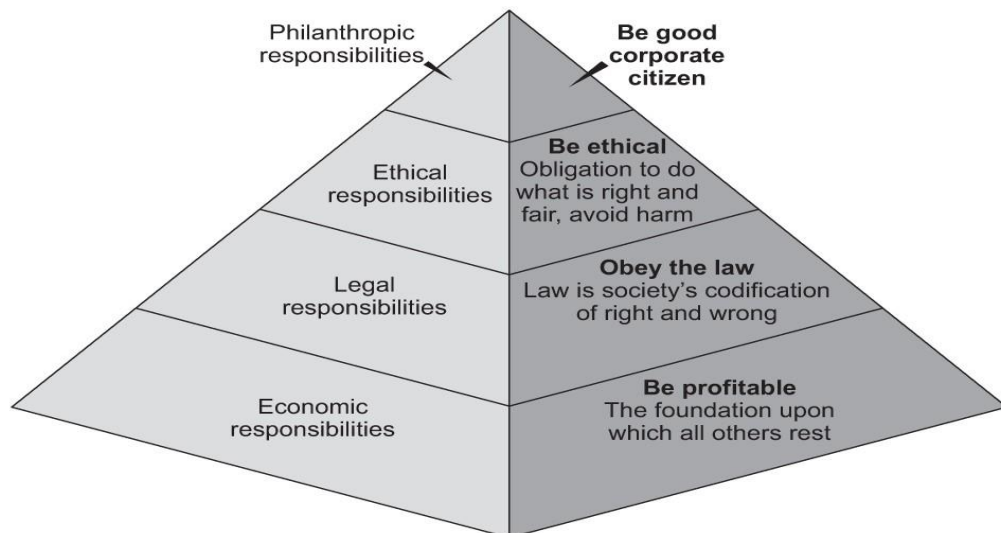 Philanthropic
responsibilities
Be good
corporate
citizen
Ethical
responsibilities
Be ethical
Obligation to do
what is right and
fair, avoid harm
Legal
responsibilities
Obey the law
Law is society's codification
of right and wrong
Economic
responsibilities
Be profitable
The foundation upon
which all others rest